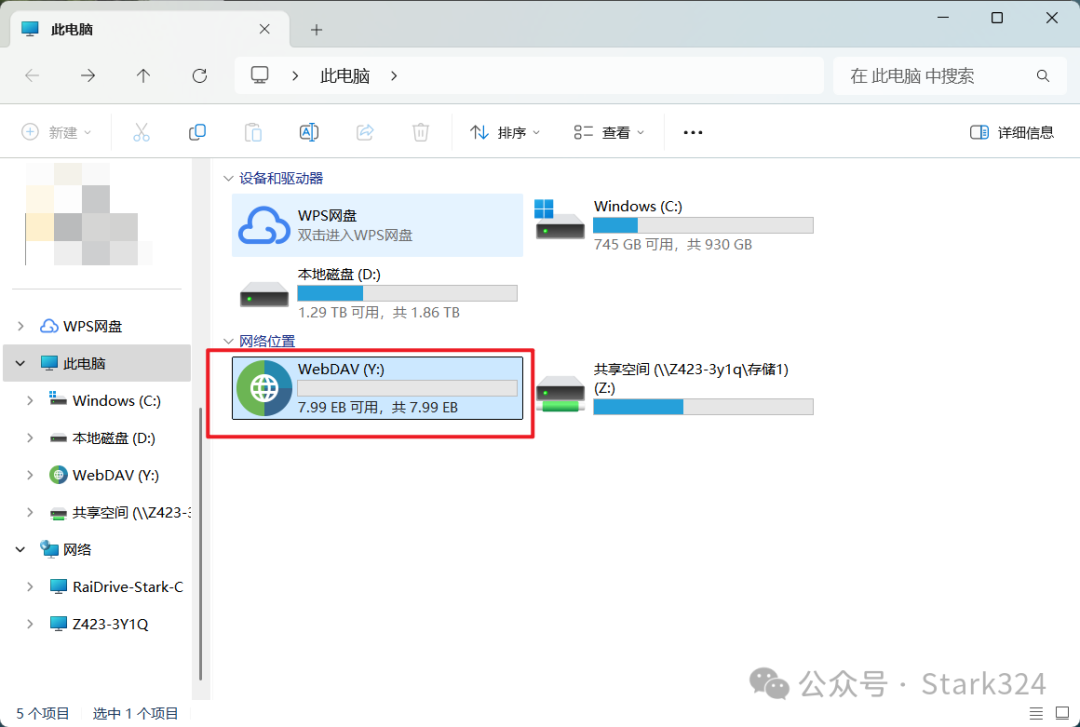 此电脑
此电脑
在 此电脑 中搜索
新建
排序
查看
详细信息
WPS网盘
此电脑
Windows (C:)
本地磁盘 (D:)
WebDAV (Y:)
共享空间 (\\Z423-3
网络
RaiDrive-Stark-C
Z423-3Y1Q
设备和驱动器
WPS网盘
双击进入WPS网盘
Windows (C:)
745 GB 可用，共 930 GB
本地磁盘 (D:)
1.29 TB 可用，共 1.86 TB
网络位置
WebDAV (Y:)
7.99 EB 可用，共 7.99 EB
共享空间 (\\Z423-3y1q\存储1)
(Z:)
公众号 · Stark324
5 个项目 选中 1 个项目